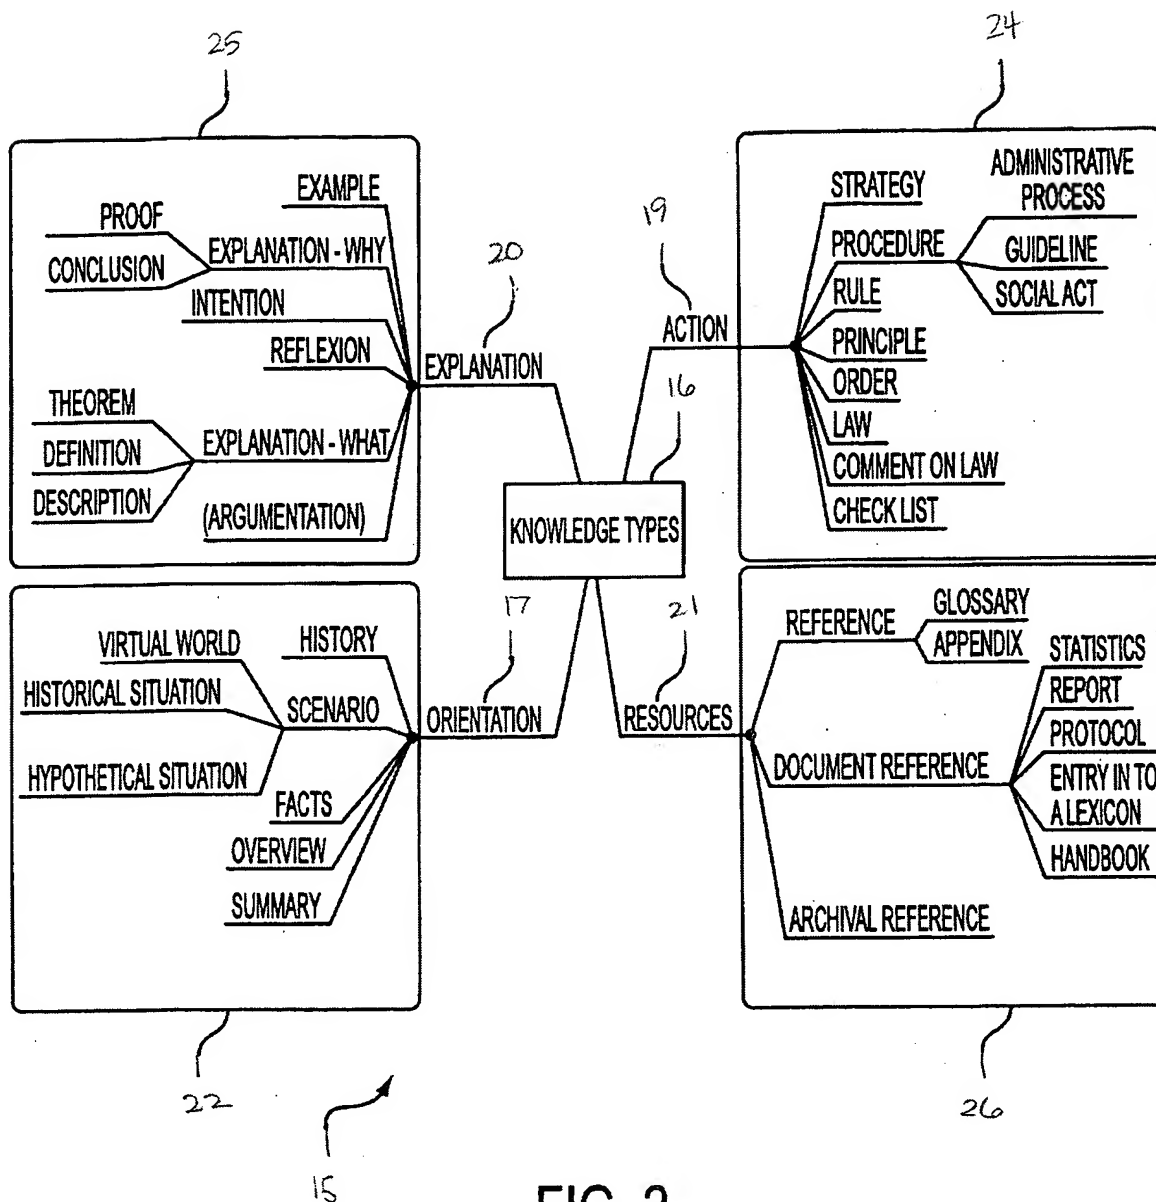 25
24
EXAMPLE
PROOF
EXPLANATION - WHY
CONCLUSION
INTENTION
REFLEXION
THEOREM
EXPLANATION - WHAT
DEFINITION
DESCRIPTION
(ARGUMENTATION)
20
EXPLANATION
19
ACTION
STRATEGY
ADMINISTRATIVE
PROCESS
PROCEDURE
GUIDELINE
SOCIAL ACT
RULE
PRINCIPLE
ORDER
LAW
COMMENT ON LAW
CHECK LIST
16
KNOWLEDGE TYPES
17
ORIENTATION
HISTORY
VIRTUAL WORLD
HISTORICAL SITUATION
SCENARIO
HYPOTHETICAL SITUATION
FACTS
OVERVIEW
SUMMARY
21
RESOURCES
REFERENCE
GLOSSARY
APPENDIX
DOCUMENT REFERENCE
STATISTICS
REPORT
PROTOCOL
ENTRY IN TO
A LEXICON
HANDBOOK
ARCHIVAL REFERENCE
22
26
15